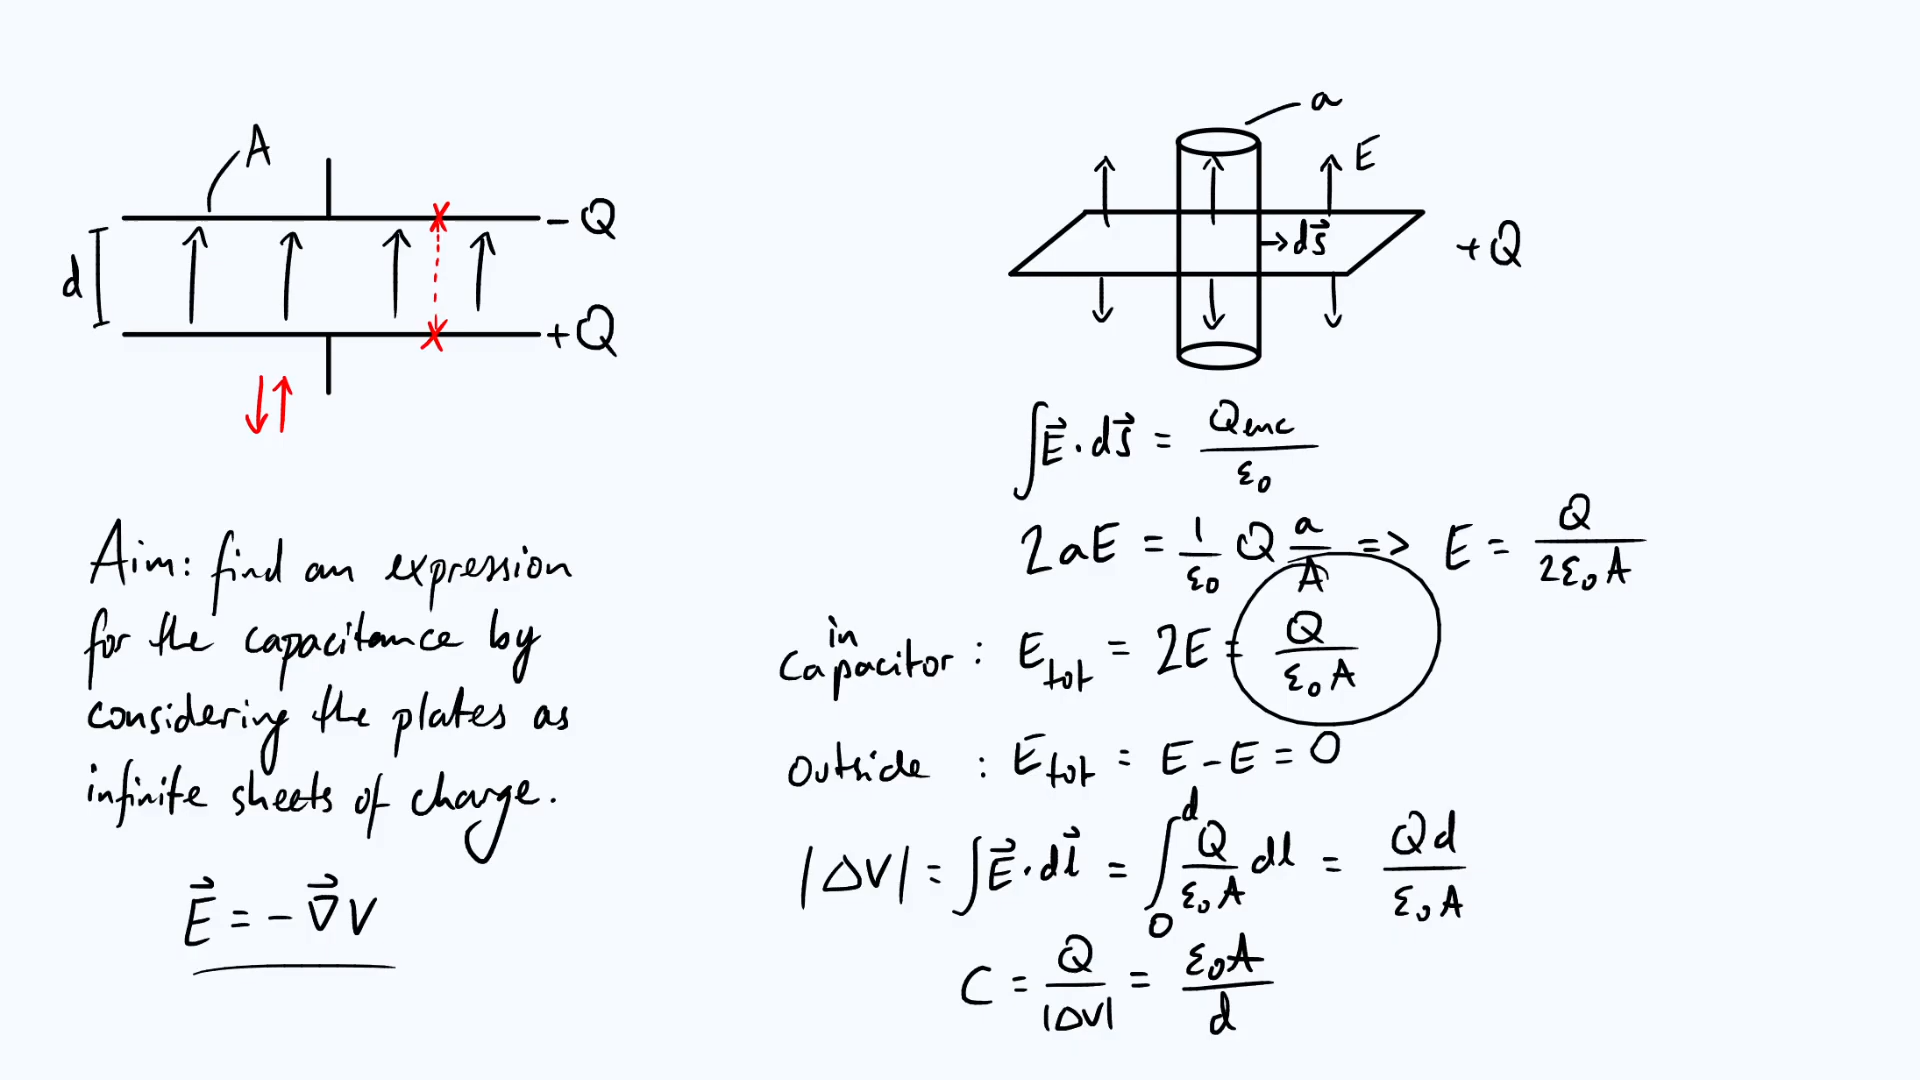 A
d
- Q
+ Q
Aim: find an expression
for the capacitance by
considering the plates as
infinite sheets of charge.
E⃗ = - ∇⃗ V
a
E
ds⃗
+ Q
∫ E⃗ . ds⃗ = Qenc / ε₀
2aE = 1/ε₀ Q a/A => E = Q / 2ε₀A
in capacitor : E_tot = 2E = Q / ε₀A
outside : E_tot = E - E = 0
|ΔV| = ∫ E⃗ . dl⃗ = ∫₀ᵈ Q/ε₀A dl = Qd / ε₀A
C = Q / |ΔV| = ε₀A / d